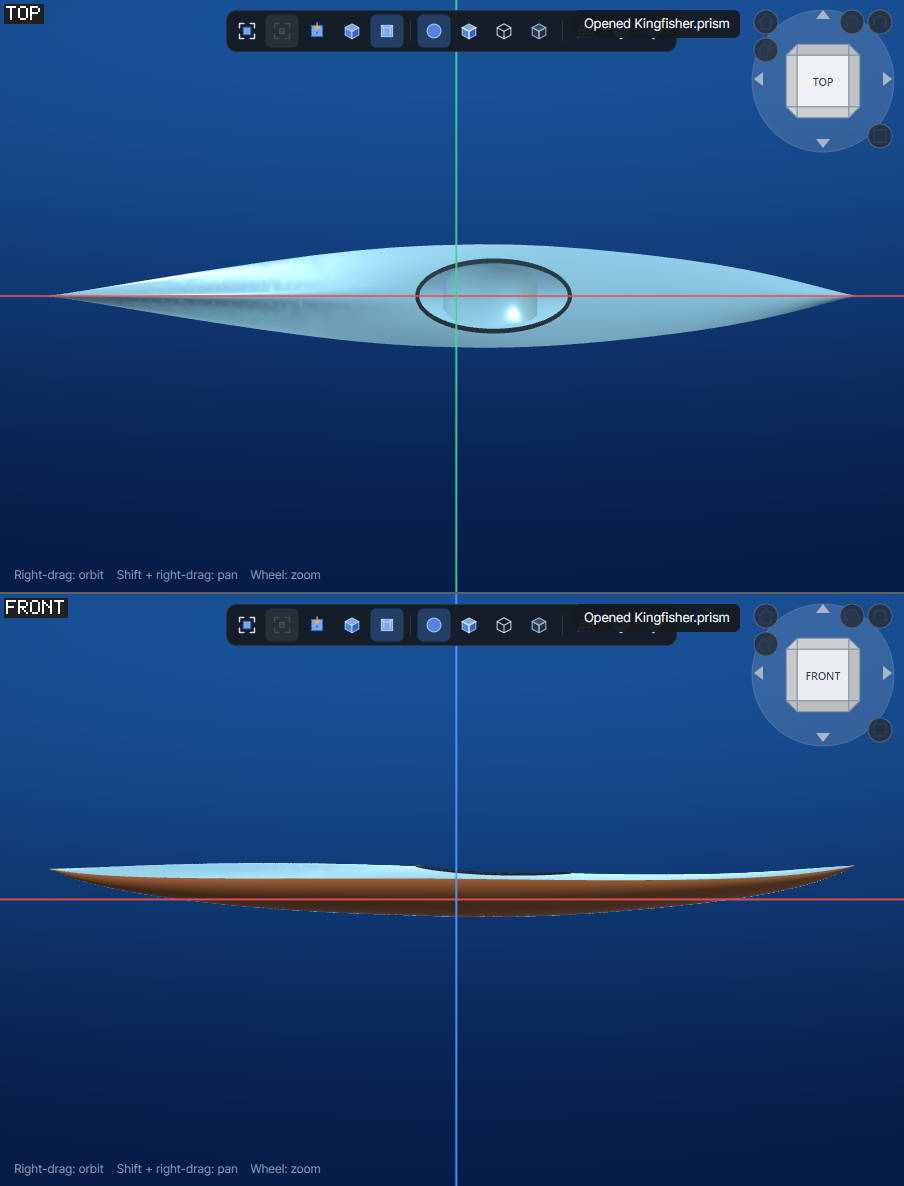 TOP
Opened Kingfisher.prism
TOP
Right-drag: orbit Shift + right-drag: pan Wheel: zoom
FRONT
Opened Kingfisher.prism
FRONT
Right-drag: orbit Shift + right-drag: pan Wheel: zoom